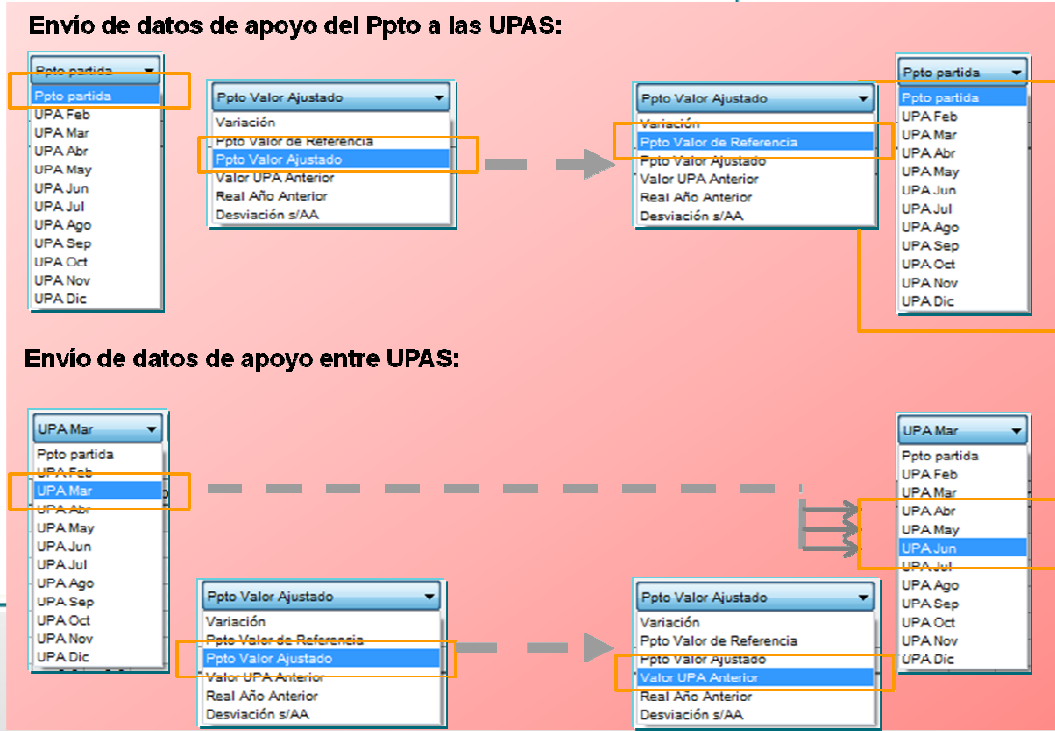 Envío de datos de apoyo del Ppto a las UPAS:
Ppto partida
Ppto partida
UPA Feb
UPA Mar
UPA Abr
UPA May
UPA Jun
UPA Jul
UPA Ago
UPA Sep
UPA Oct
UPA Nov
UPA Dic
Ppto Valor Ajustado
Variación
Ppto Valor de Referencia
Ppto Valor Ajustado
Valor UPA Anterior
Real Año Anterior
Desviación s/AA
Ppto Valor Ajustado
Variación
Ppto Valor de Referencia
Ppto Valor Ajustado
Valor UPA Anterior
Real Año Anterior
Desviación s/AA
Ppto partida
Ppto partida
UPA Feb
UPA Mar
UPA Abr
UPA May
UPA Jun
UPA Jul
UPA Ago
UPA Sep
UPA Oct
UPA Nov
UPA Dic
Envío de datos de apoyo entre UPAS:
UPA Mar
Ppto partida
UPA Feb
UPA Mar
UPA Abr
UPA May
UPA Jun
UPA Jul
UPA Ago
UPA Sep
UPA Oct
UPA Nov
UPA Dic
Ppto Valor Ajustado
Variación
Ppto Valor de Referencia
Ppto Valor Ajustado
Valor UPA Anterior
Real Año Anterior
Desviación s/AA
Ppto Valor Ajustado
Variación
Ppto Valor de Referencia
Ppto Valor Ajustado
Valor UPA Anterior
Real Año Anterior
Desviación s/AA
UPA Mar
Ppto partida
UPA Feb
UPA Mar
UPA Abr
UPA May
UPA Jun
UPA Jul
UPA Ago
UPA Sep
UPA Oct
UPA Nov
UPA Dic